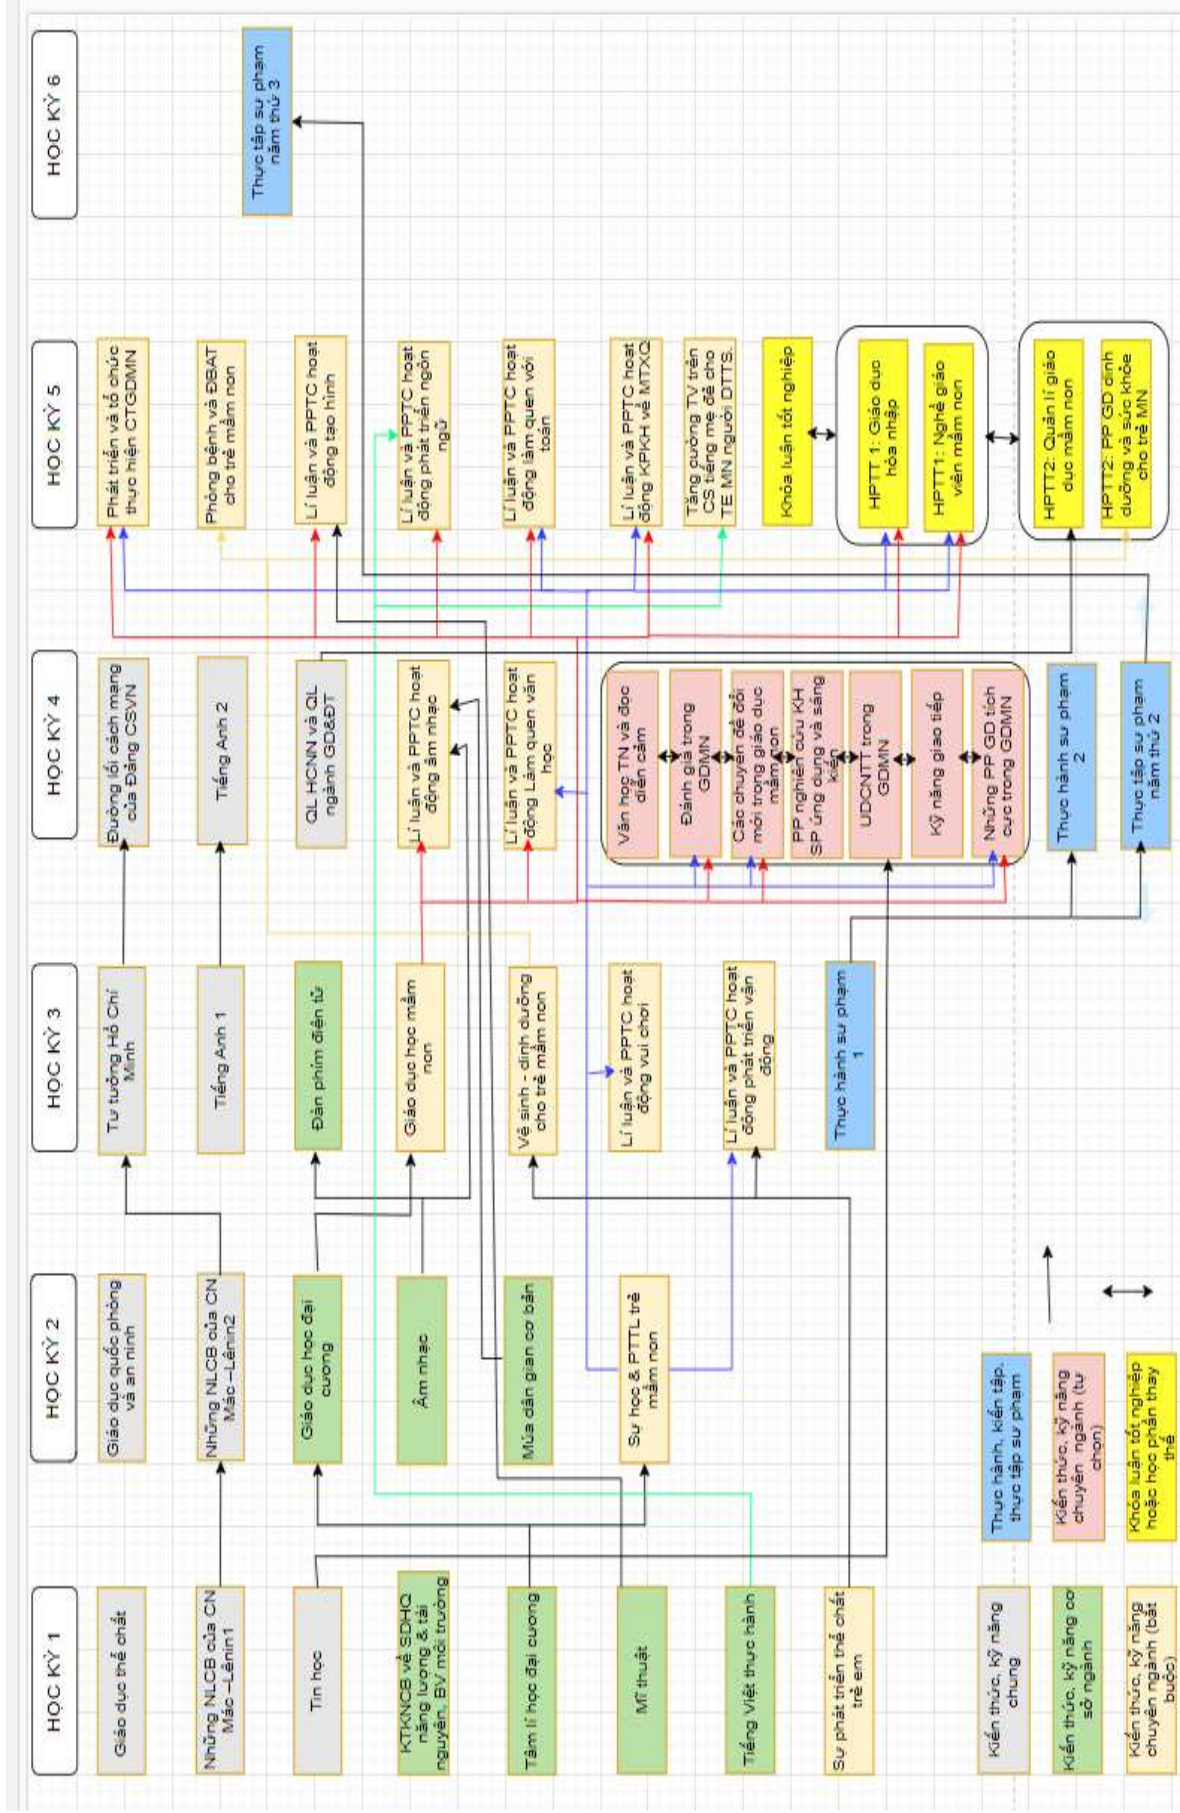 HỌC KỲ 1
Giáo dục thể chất
Những NLCB của CN
Mác –Lênin1
Tin học
KTKNCB về SDHQ
năng lượng & tài
nguyên, BV môi trường
Tâm lí học đại cương
Mĩ thuật
Tiếng Việt thực hành
Sự phát triển thể chất
trẻ em
HỌC KỲ 2
Giáo dục quốc phòng
và an ninh
Những NLCB của CN
Mác –Lênin2
Giáo dục học đại
cương
Âm nhạc
Múa dân gian cơ bản
Sự học & PTTL trẻ
mầm non
HỌC KỲ 3
Tư tưởng Hồ Chí
Minh
Tiếng Anh 1
Đàn phím điện tử
Giáo dục học mầm
non
Vệ sinh - dinh dưỡng
cho trẻ mầm non
Lí luận và PPTC hoạt
động vui chơi
Lí luận và PPTC hoạt
động phát triển vận
động
Thực hành sư phạm
1
HỌC KỲ 4
Đường lối cách mạng
của Đảng CSVN
Tiếng Anh 2
QL HCNN và QL
ngành GD&ĐT
Lí luận và PPTC hoạt
động âm nhạc
Lí luận và PPTC hoạt
động Làm quen văn
học
Văn học TN và đọc
diễn cảm
Đánh giá trong
GDMN
Các chuyên đề đổi
mới trong giáo dục
mầm non
PP nghiên cứu KH
SP ứng dụng và sáng
kiến
UDCNTT trong
GDMN
Kỹ năng giao tiếp
Những PP GD tích
cực trong GDMN
Thực hành sư phạm
2
Thực tập sư phạm
năm thứ 2
HỌC KỲ 5
Phát triển và tổ chức
thực hiện CTGDMN
Phòng bệnh và ĐBAT
cho trẻ mầm non
Lí luận và PPTC hoạt
động tạo hình
Lí luận và PPTC hoạt
động phát triển ngôn
ngữ
Lí luận và PPTC hoạt
động làm quen với
toán
Lí luận và PPTC hoạt
động KPKH về MTXQ
Tăng cường TV trên
CS tiếng mẹ đẻ cho
TE MN người DTTS.
Khóa luận tốt nghiệp
HPTT 1: Giáo dục
hòa nhập
HPTT1: Nghề giáo
viên mầm non
HPTT2: Quản lí giáo
dục mầm non
HPTT2: PP GD dinh
dưỡng và sức khỏe
cho trẻ MN
HỌC KỲ 6
Thực tập sư phạm
năm thứ 3
Kiến thức, kỹ năng
chung
Kiến thức, kỹ năng cơ
sở ngành
Kiến thức, kỹ năng
chuyên ngành (bắt
buộc)
Thực hành, kiến tập,
thực tập sư phạm
Kiến thức, kỹ năng
chuyên ngành (tự
chọn)
Khóa luận tốt nghiệp
hoặc học phần thay
thế